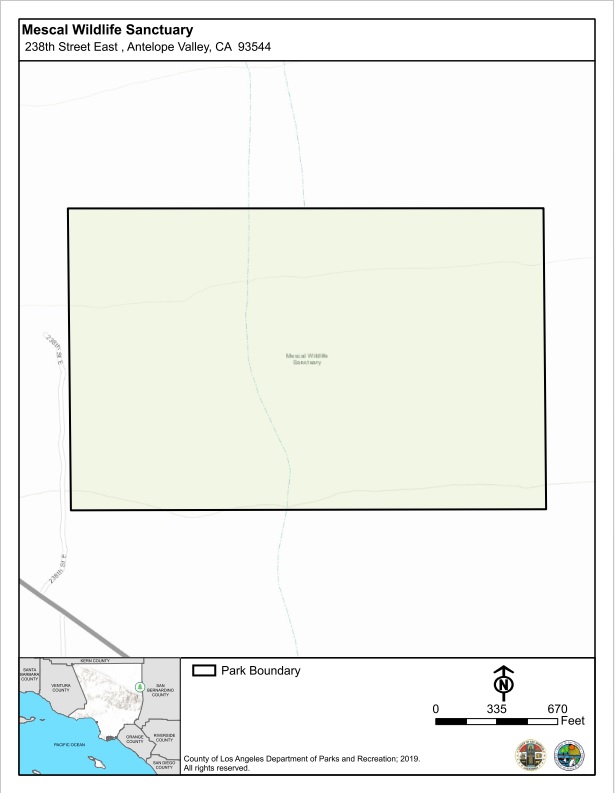 Mescal Wildlife Sanctuary
238th Street East , Antelope Valley, CA 93544
238th St E
Mescal Wildlife
Sanctuary
238th St E
KERN COUNTY
SANTA
BARBARA
COUNTY
VENTURA
COUNTY
SAN
BERNARDINO
COUNTY
ORANGE
COUNTY
RIVERSIDE
COUNTY
PACIFIC OCEAN
SAN DIEGO
COUNTY
Park Boundary
N
0 335 670
Feet
County of Los Angeles Department of Parks and Recreation; 2019.
All rights reserved.